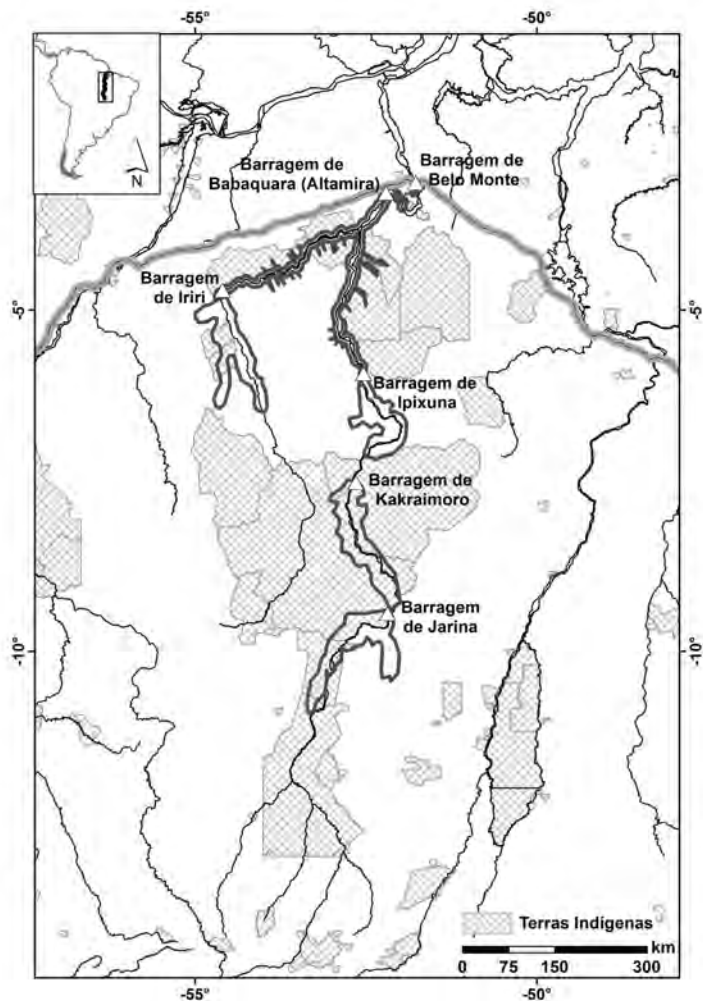 -55°
-50°
N
Barragem de
Babaquara (Altamira)
Barragem de
Belo Monte
Barragem
de Iriri
-5°
-5°
Barragem de
Ipixuna
Barragem de
Kakraimoro
Barragem
de Jarina
-10°
-10°
Terras Indígenas
km
0 75 150 300
-55°
-50°